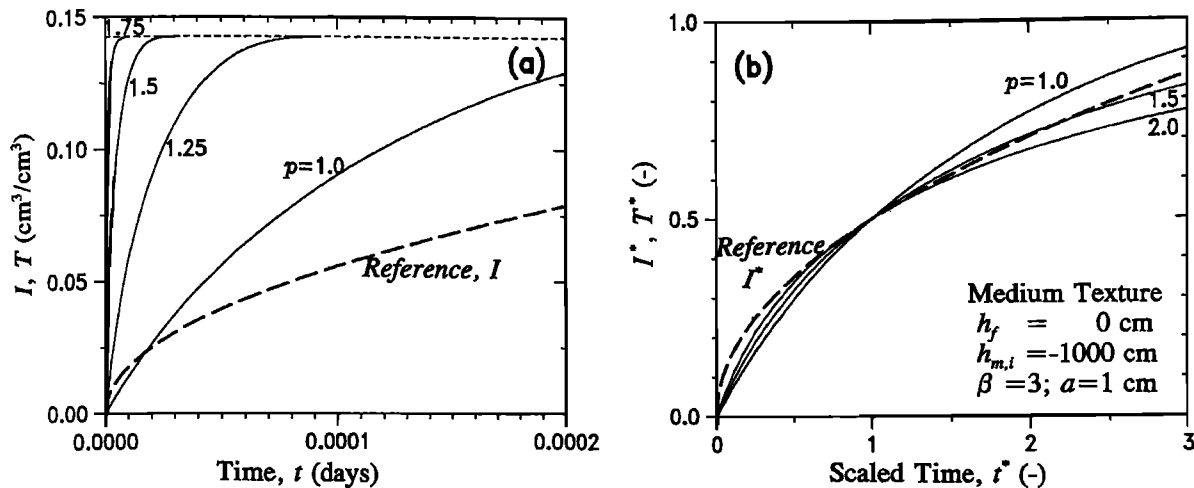 0.15
0.10
0.05
0.00
I, T (cm³/cm³)
1.75
1.5
1.25
p=1.0
(a)
Reference, I
0.0000
0.0001
0.0002
Time, t (days)
1.0
0.5
0.0
I*, T* (-)
(b)
p=1.0
1.5
2.0
Reference
I*
Medium Texture
h_f = 0 cm
h_m,i =-1000 cm
β =3; a=1 cm
0
1
2
3
Scaled Time, t* (-)